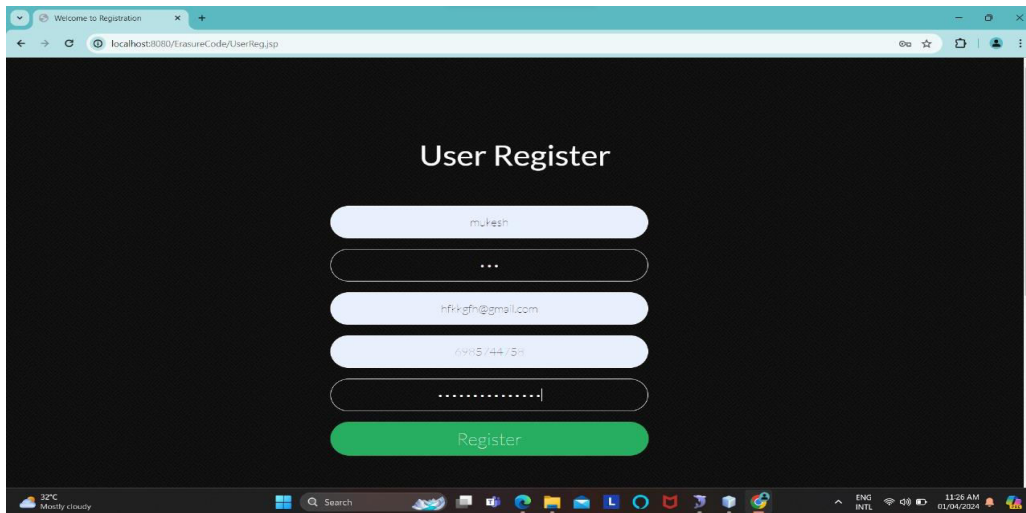 Welcome to Registration
localhost:8080/ErasureCode/UserReg.jsp
User Register
mukesh
•••
hfkkgfh@gmail.com
•••••••••••••••
Register
32°C
Mostly cloudy
Search
ENG
INTL
11:26 AM
01/04/2024